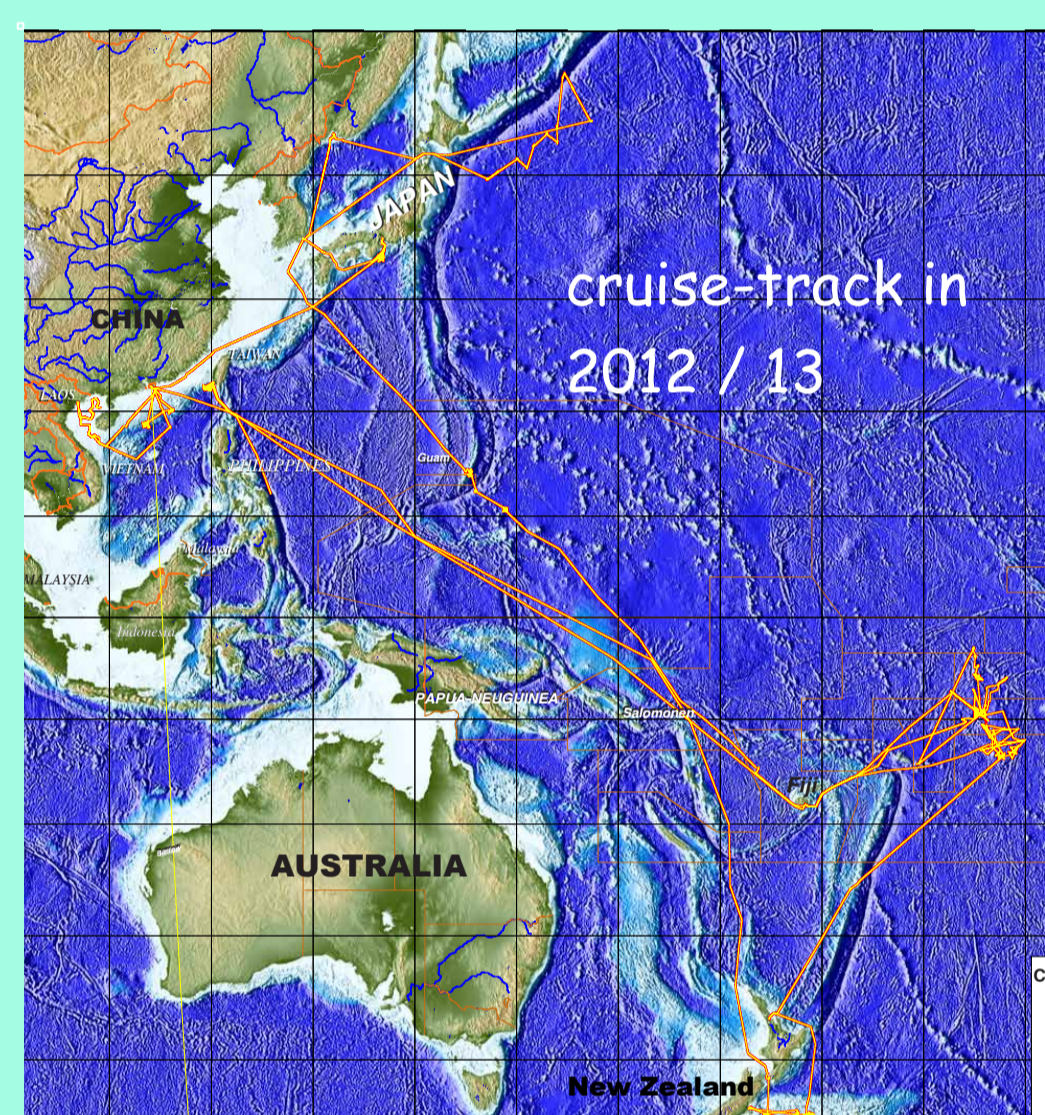 JAPAN
cruise-track in
2012 / 13
CHINA
TAIWAN
LAOS
Guam
VIETNAM
PHILIPPINES
Malaysia
MALAYSIA
Indonesia
PAPUA-NEUGUINEA
Salomonen
Fiji
AUSTRALIA
C
New Zealand